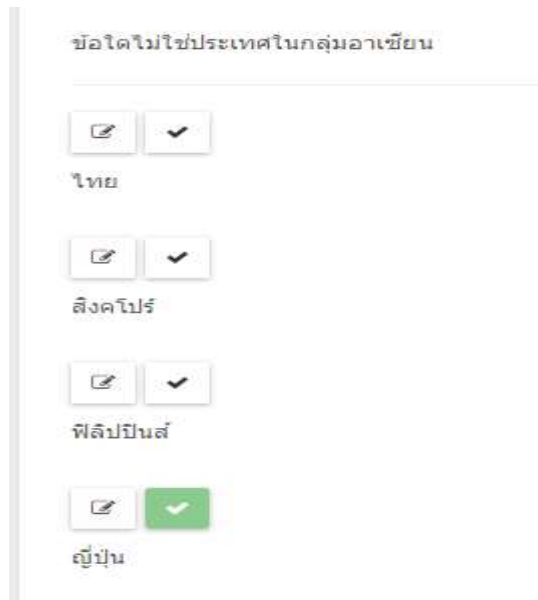 ข้อใดไม่ใช่ประเทศในกลุ่มอาเซียน
ไทย
สิงคโปร์
ฟิลิปปินส์
ญี่ปุ่น